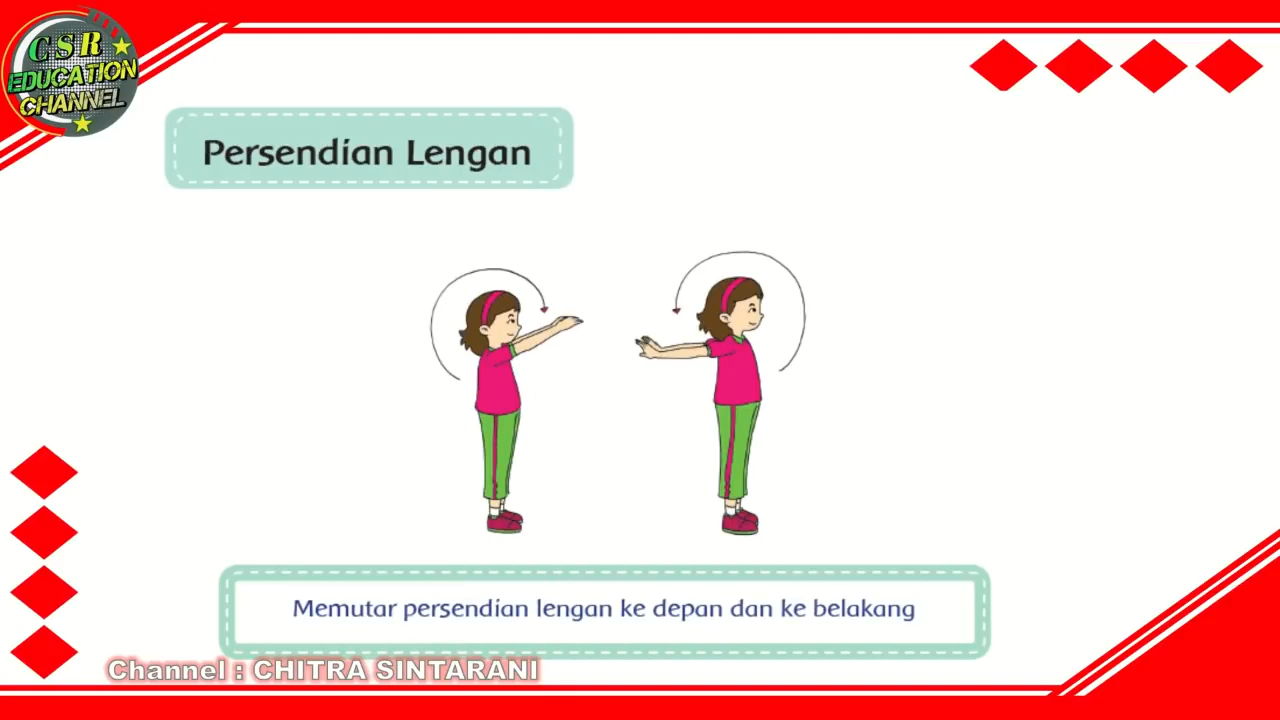 CSR
EDUCATION
CHANNEL
Persendian Lengan
Memutar persendian lengan ke depan dan ke belakang
Channel : CHITRA SINTARANI